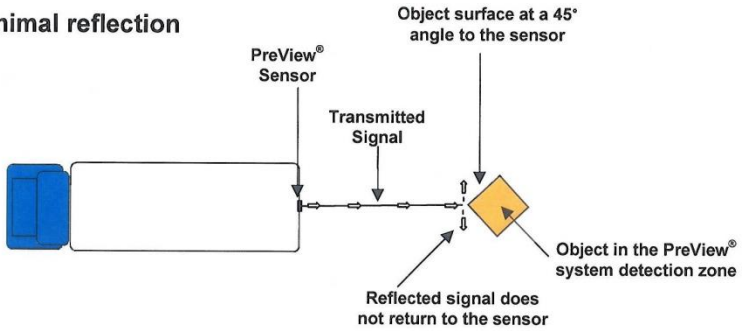 reflection
Object surface at a 45°
angle to the sensor
PreView®
Sensor
Transmitted
Signal
Object in the PreView®
system detection zone
Reflected signal does
not return to the sensor